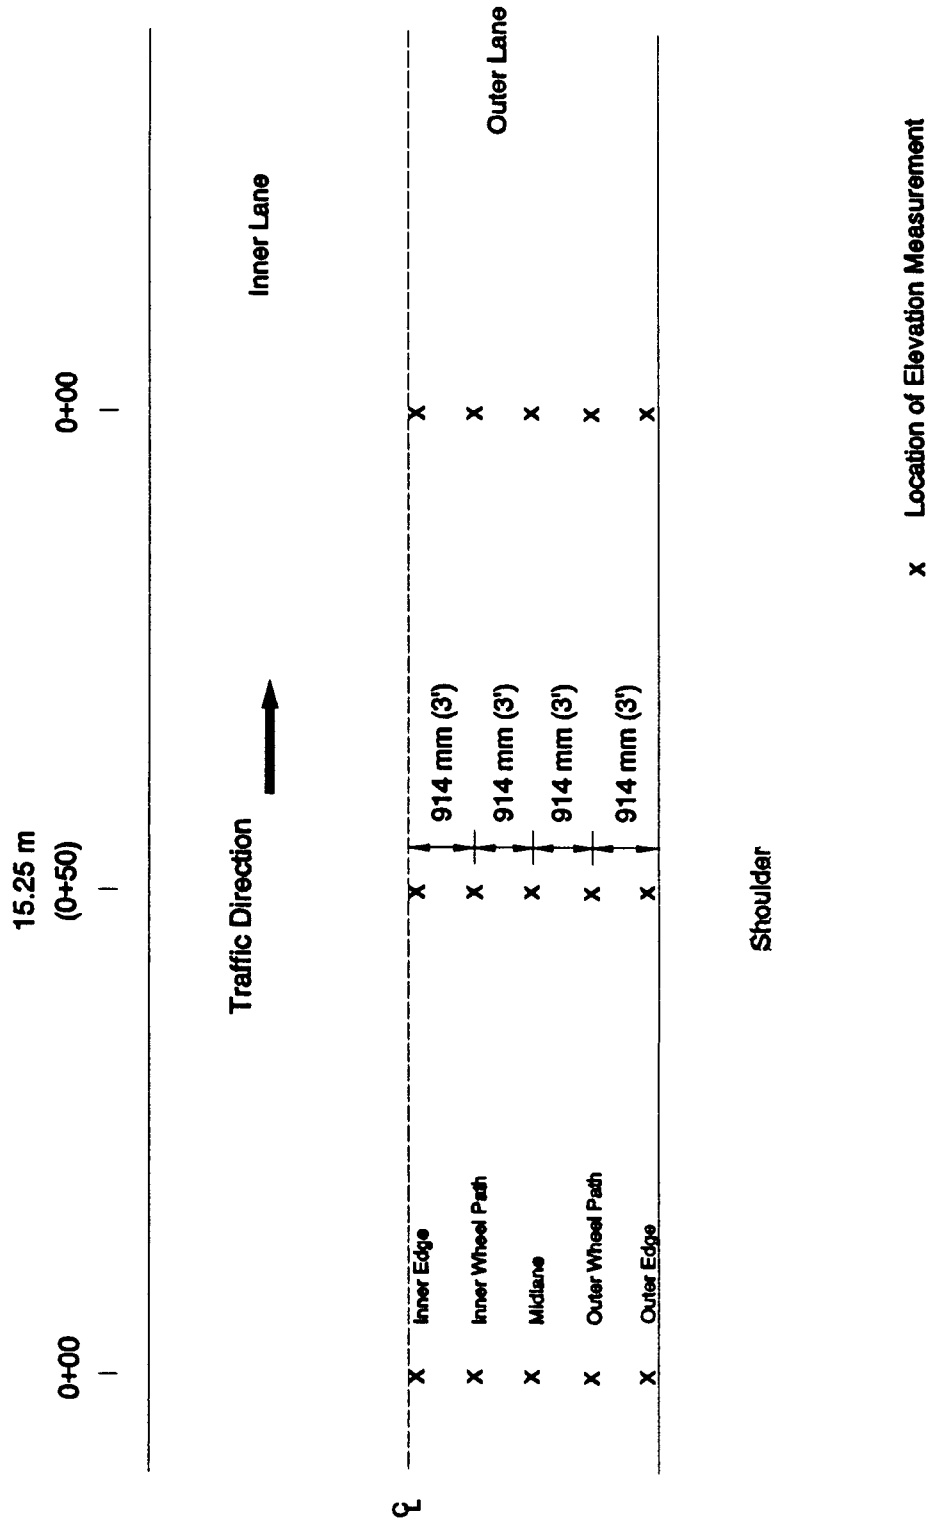 0+00
15.25 m
(0+50)
0+00
Traffic Direction
Inner Lane
℄
Outer Lane
X Inner Edge
X Inner Wheel Path
X Midlane
X Outer Wheel Path
X Outer Edge
X
X
X
X
X
914 mm (3')
914 mm (3')
914 mm (3')
914 mm (3')
X
X
X
X
X
Shoulder
X Location of Elevation Measurement